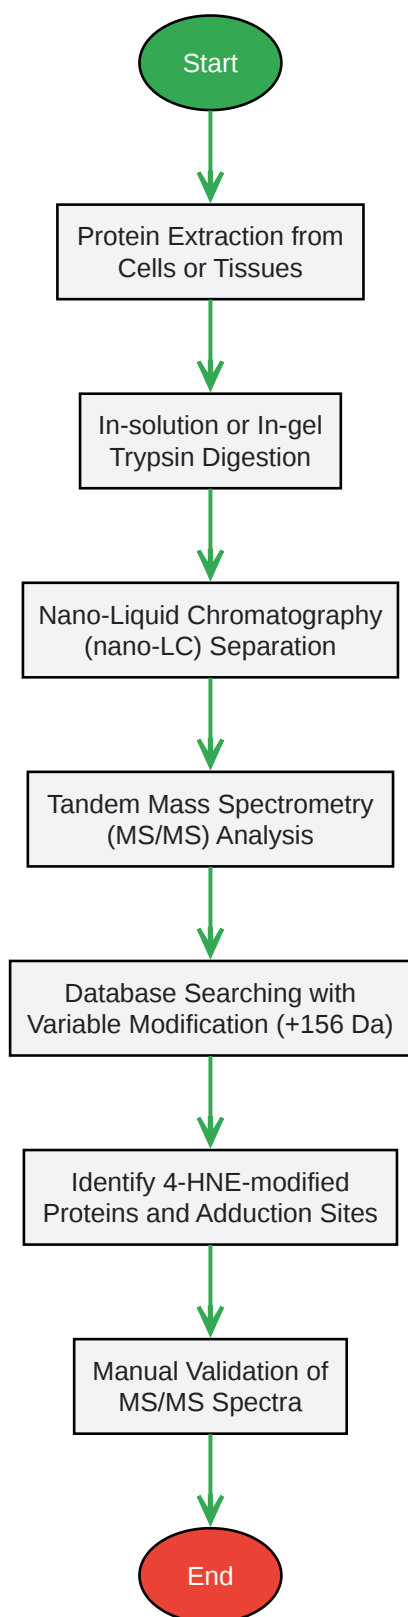 Start
Protein Extraction from
Cells or Tissues
In-solution or In-gel
Trypsin Digestion
Nano-Liquid Chromatography
(nano-LC) Separation
Tandem Mass Spectrometry
(MS/MS) Analysis
Database Searching with
Variable Modification (+156 Da)
Identify 4-HNE-modified
Proteins and Adduction Sites
Manual Validation of
MS/MS Spectra
End